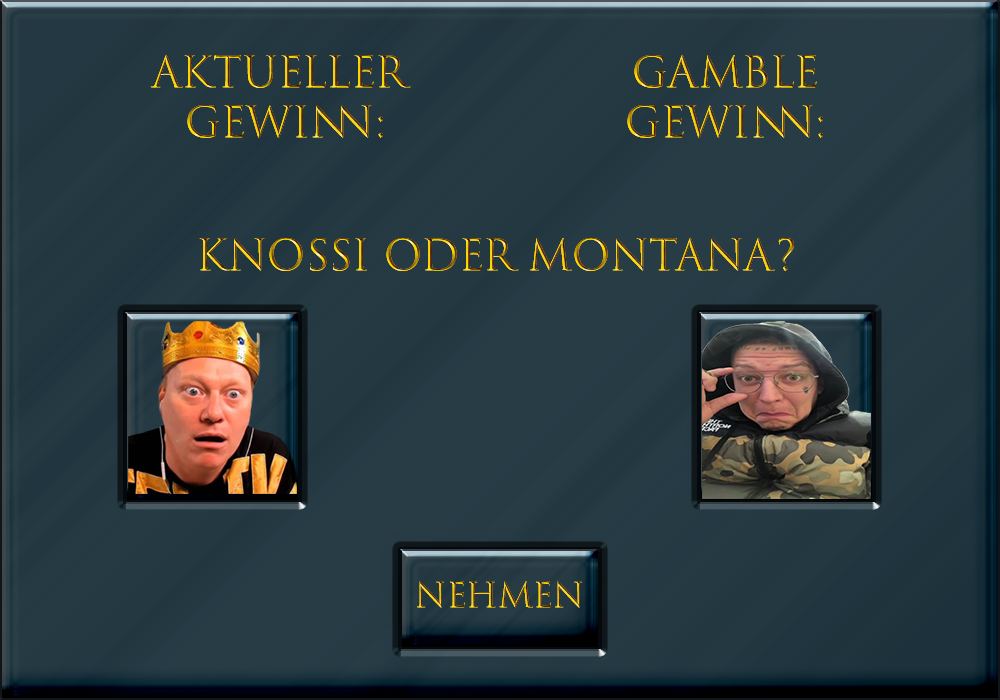 AKTUELLER GEWINN:
GAMBLE GEWINN:
KNOSSI ODER MONTANA?
NEHMEN